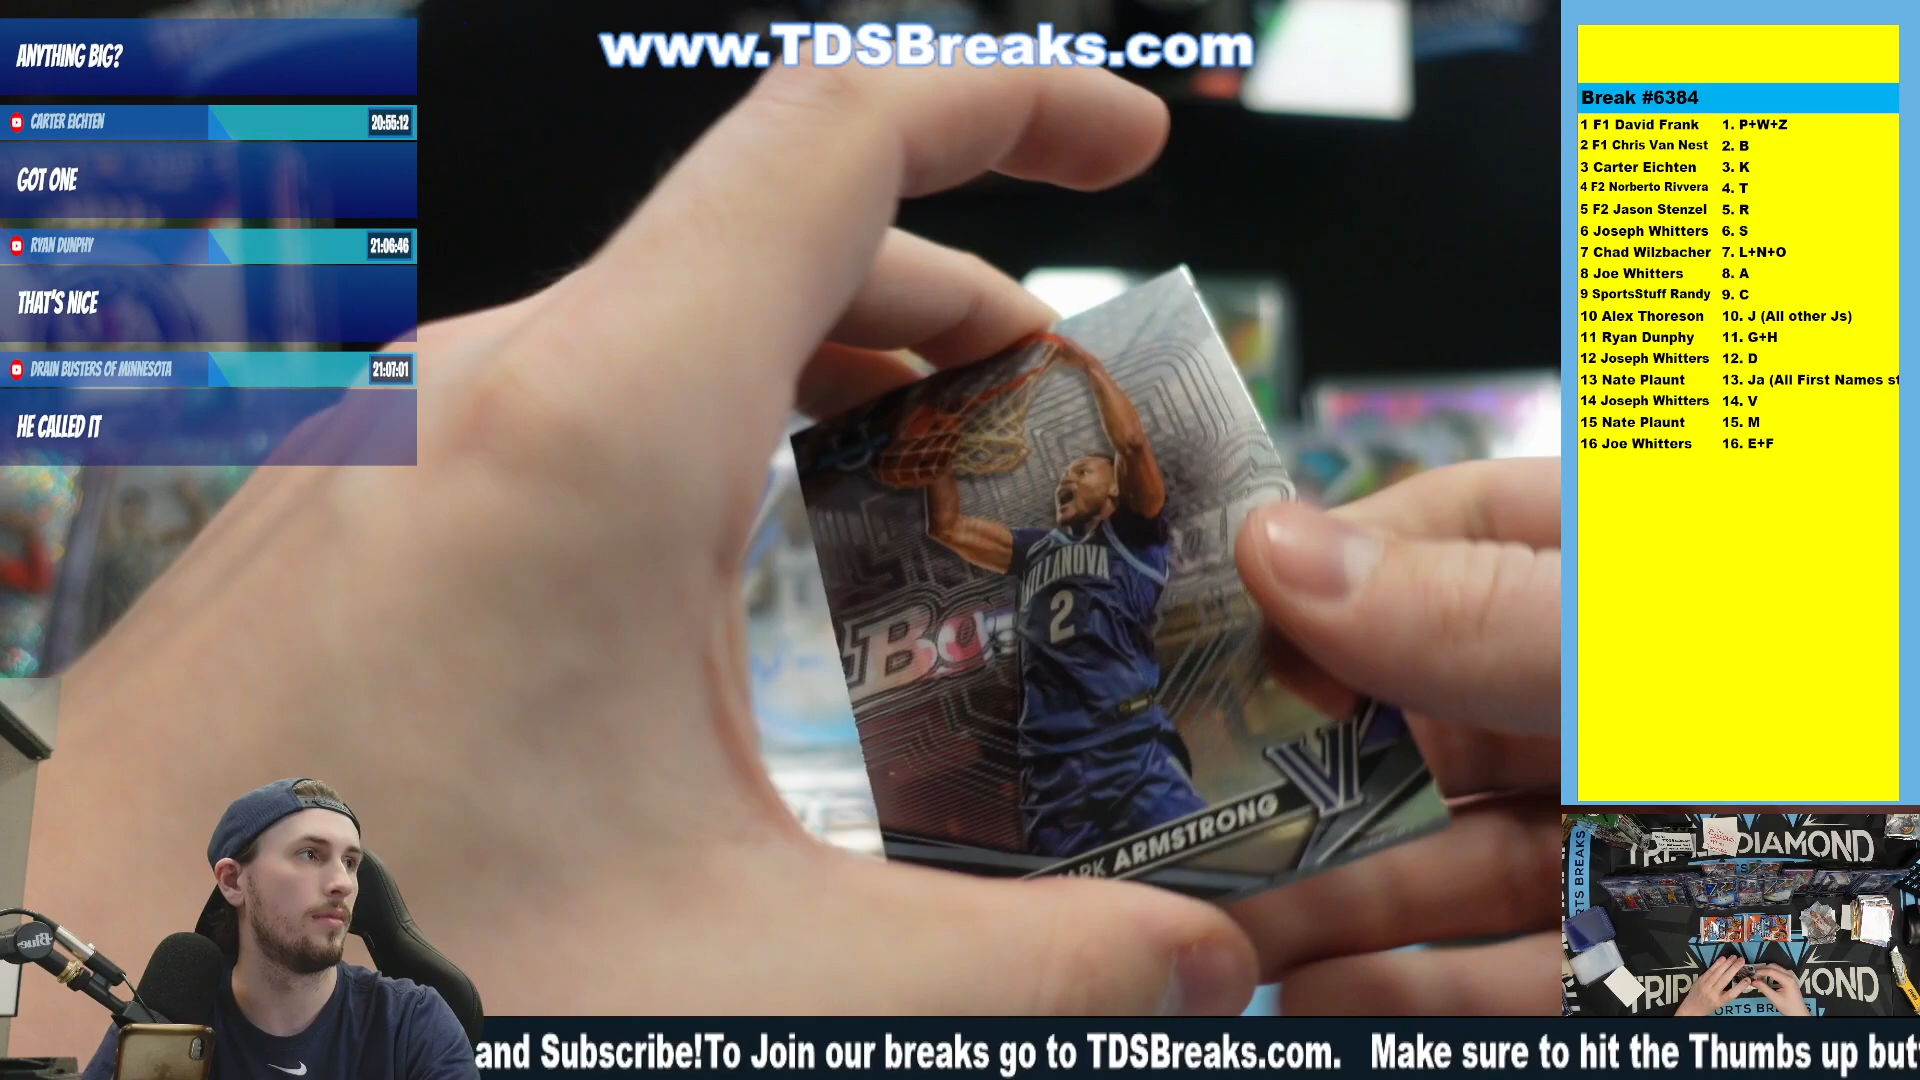 www.TDSBreaks.com
ANYTHING BIG?
CARTER EICHTEN 20:55:12
GOT ONE
RYAN DUNPHY 21:06:46
THAT'S NICE
DRAIN BUSTERS OF MINNESOTA 21:07:01
HE CALLED IT
VILLANOVA
2
ARMSTRONG
V
Blue
Break #6384
1 F1 David Frank 1. P+W+Z
2 F1 Chris Van Nest 2. B
3 Carter Eichten 3. K
4 F2 Norberto Rivvera 4. T
5 F2 Jason Stenzel 5. R
6 Joseph Whitters 6. S
7 Chad Wilzbacher 7. L+N+O
8 Joe Whitters 8. A
9 SportsStuff Randy 9. C
10 Alex Thoreson 10. J (All other Js)
11 Ryan Dunphy 11. G+H
12 Joseph Whitters 12. D
13 Nate Plaunt 13. Ja (All First Names st
14 Joseph Whitters 14. V
15 Nate Plaunt 15. M
16 Joe Whitters 16. E+F
TRIPLE DIAMOND
and Subscribe!To Join our breaks go to TDSBreaks.com. Make sure to hit the Thumbs up but